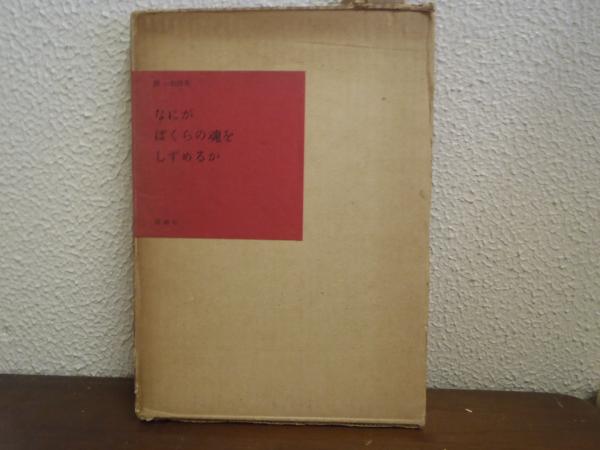 なにが
ぼくらの魂を
しずめるか